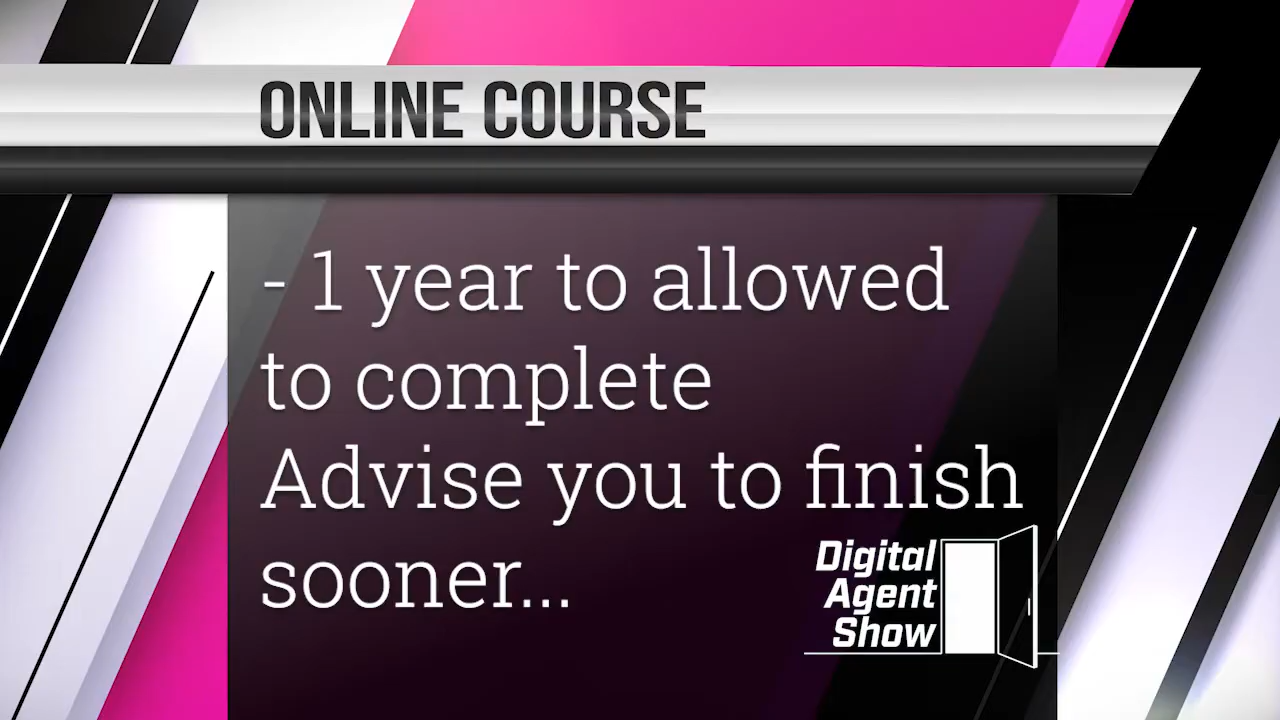 ONLINE COURSE
- 1 year to allowed
to complete
Advise you to finish
sooner...
Digital
Agent
Show